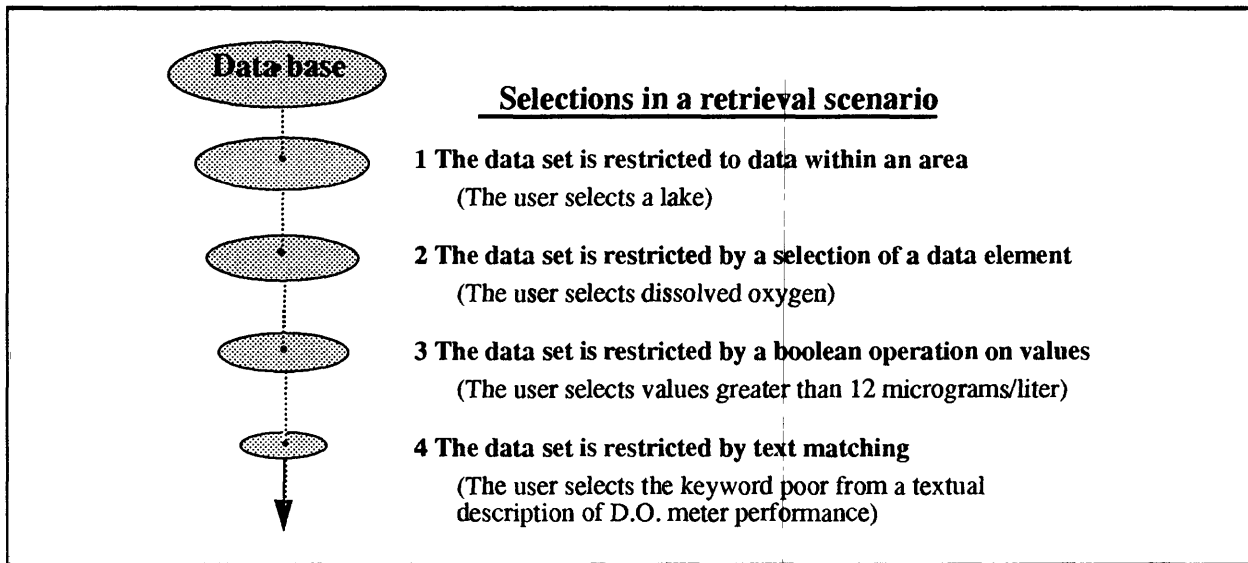 Data base
Selections in a retrieval scenario
1 The data set is restricted to data within an area
(The user selects a lake)
2 The data set is restricted by a selection of a data element
(The user selects dissolved oxygen)
3 The data set is restricted by a boolean operation on values
(The user selects values greater than 12 micrograms/liter)
4 The data set is restricted by text matching
(The user selects the keyword poor from a textual
description of D.O. meter performance)